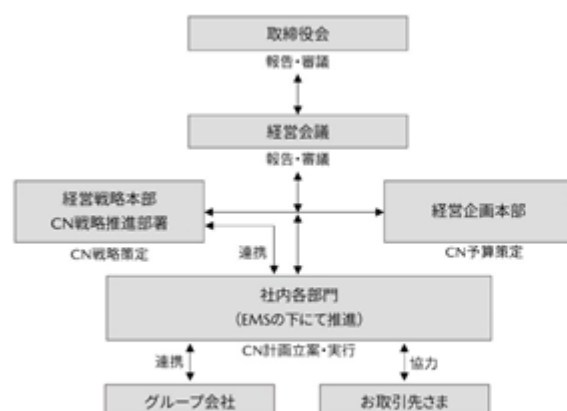 取締役会
報告・審議
経営会議
報告・審議
経営戦略本部
CN戦略推進部署
CN戦略策定
経営企画本部
CN予算策定
連携
社内各部門
（EMSの下にて推進）
CN計画立案・実行
連携
協力
グループ会社
お取引先さま